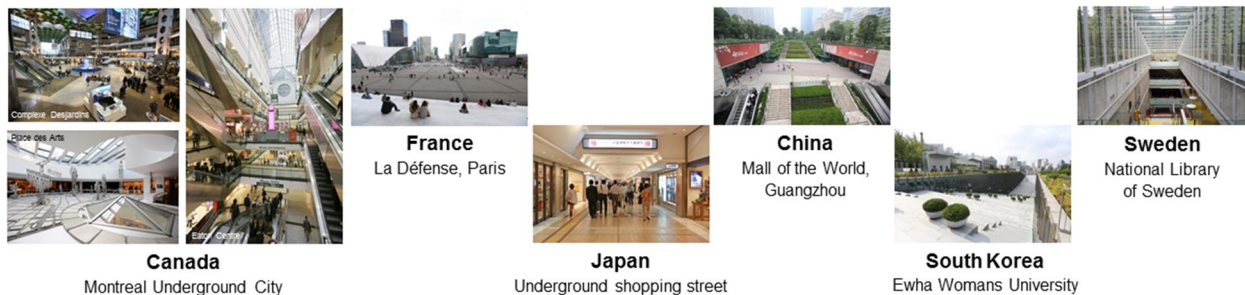 Complexe Desjardins
Place des Arts
Eaton Centre
Canada
Montreal Underground City
France
La Défense, Paris
Japan
Underground shopping street
China
Mall of the World,
Guangzhou
South Korea
Ewha Womans University
Sweden
National Library
of Sweden